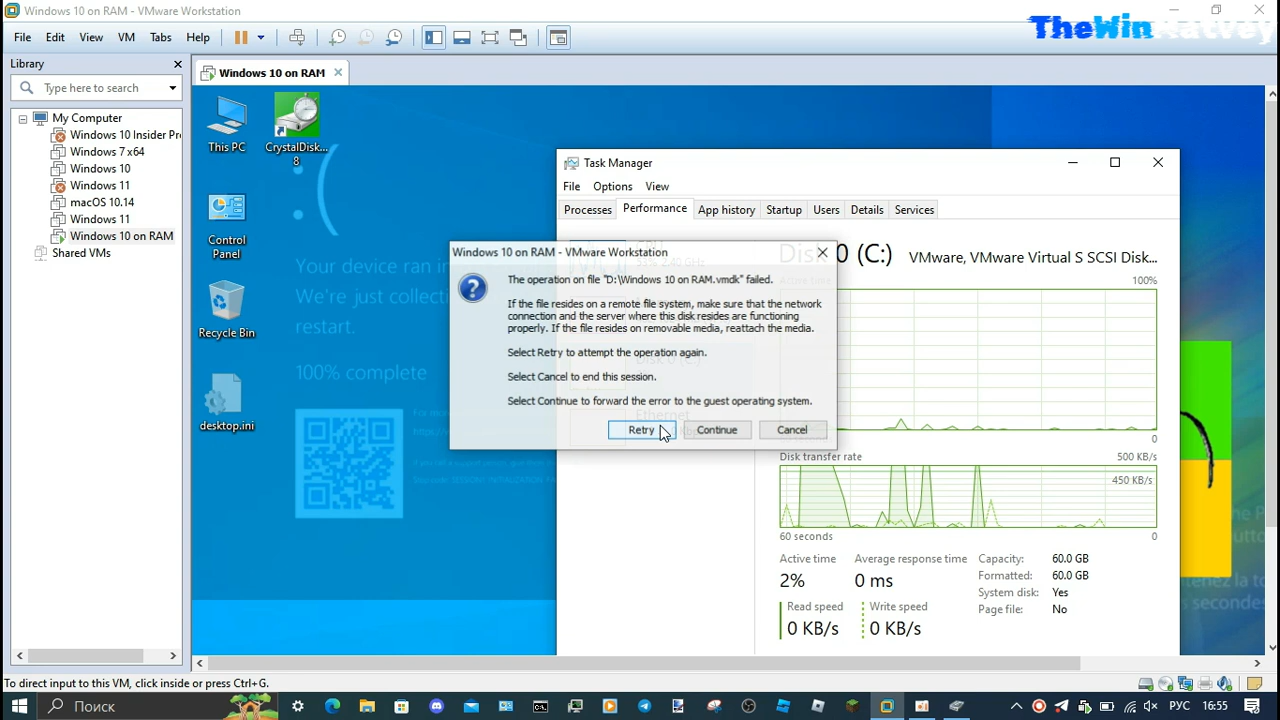 Windows 10 on RAM - VMware Workstation
TheWin
File Edit View VM Tabs Help
Library
Type here to search
My Computer
Windows 10 Insider Pr
Windows 7 x64
Windows 10
Windows 11
macOS 10.14
Windows 11
Windows 10 on RAM
Shared VMs
Windows 10 on RAM
This PC
CrystalDisk...
8
Control
Panel
Recycle Bin
desktop.ini
:(
Your device ran in
We're just collecti
restart.
100% complete
Task Manager
File Options View
Processes Performance App history Startup Users Details Services
CPU
Disk 0 (C:)
VMware, VMware Virtual S SCSI Disk...
100%
Ethernet
0
Disk transfer rate
500 KB/s
450 KB/s
60 seconds
0
Active time
2%
Average response time
0 ms
Read speed
0 KB/s
Write speed
0 KB/s
Capacity: 60.0 GB
Formatted: 60.0 GB
System disk: Yes
Page file: No
Windows 10 on RAM - VMware Workstation
The operation on file "D:\Windows 10 on RAM.vmdk" failed.
If the file resides on a remote file system, make sure that the network
connection and the server where this disk resides are functioning
properly. If the file resides on removable media, reattach the media.
Select Retry to attempt the operation again.
Select Cancel to end this session.
Select Continue to forward the error to the guest operating system.
Retry Continue Cancel
To direct input to this VM, click inside or press Ctrl+G.
Поиск
РУС
16:55